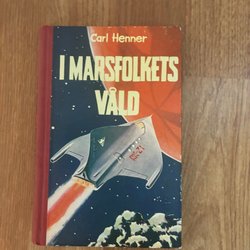 Carl Henner
I MARSFOLKETS
VÅLD